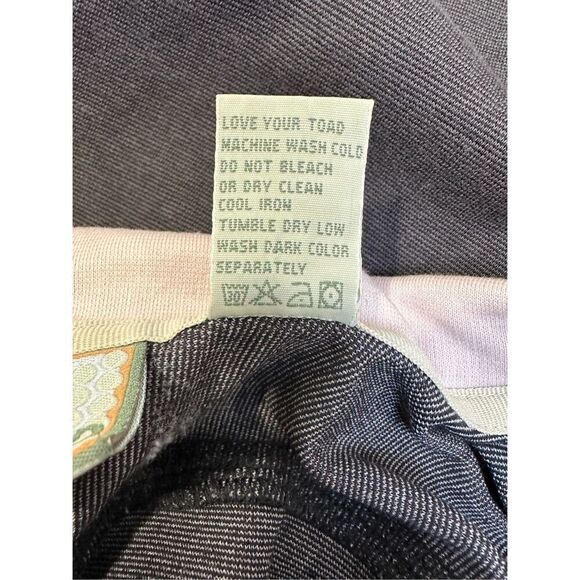 LOVE YOUR TOAD
MACHINE WASH COLD
DO NOT BLEACH
OR DRY CLEAN
COOL IRON
TUMBLE DRY LOW
WASH DARK COLOR
SEPARATELY
30